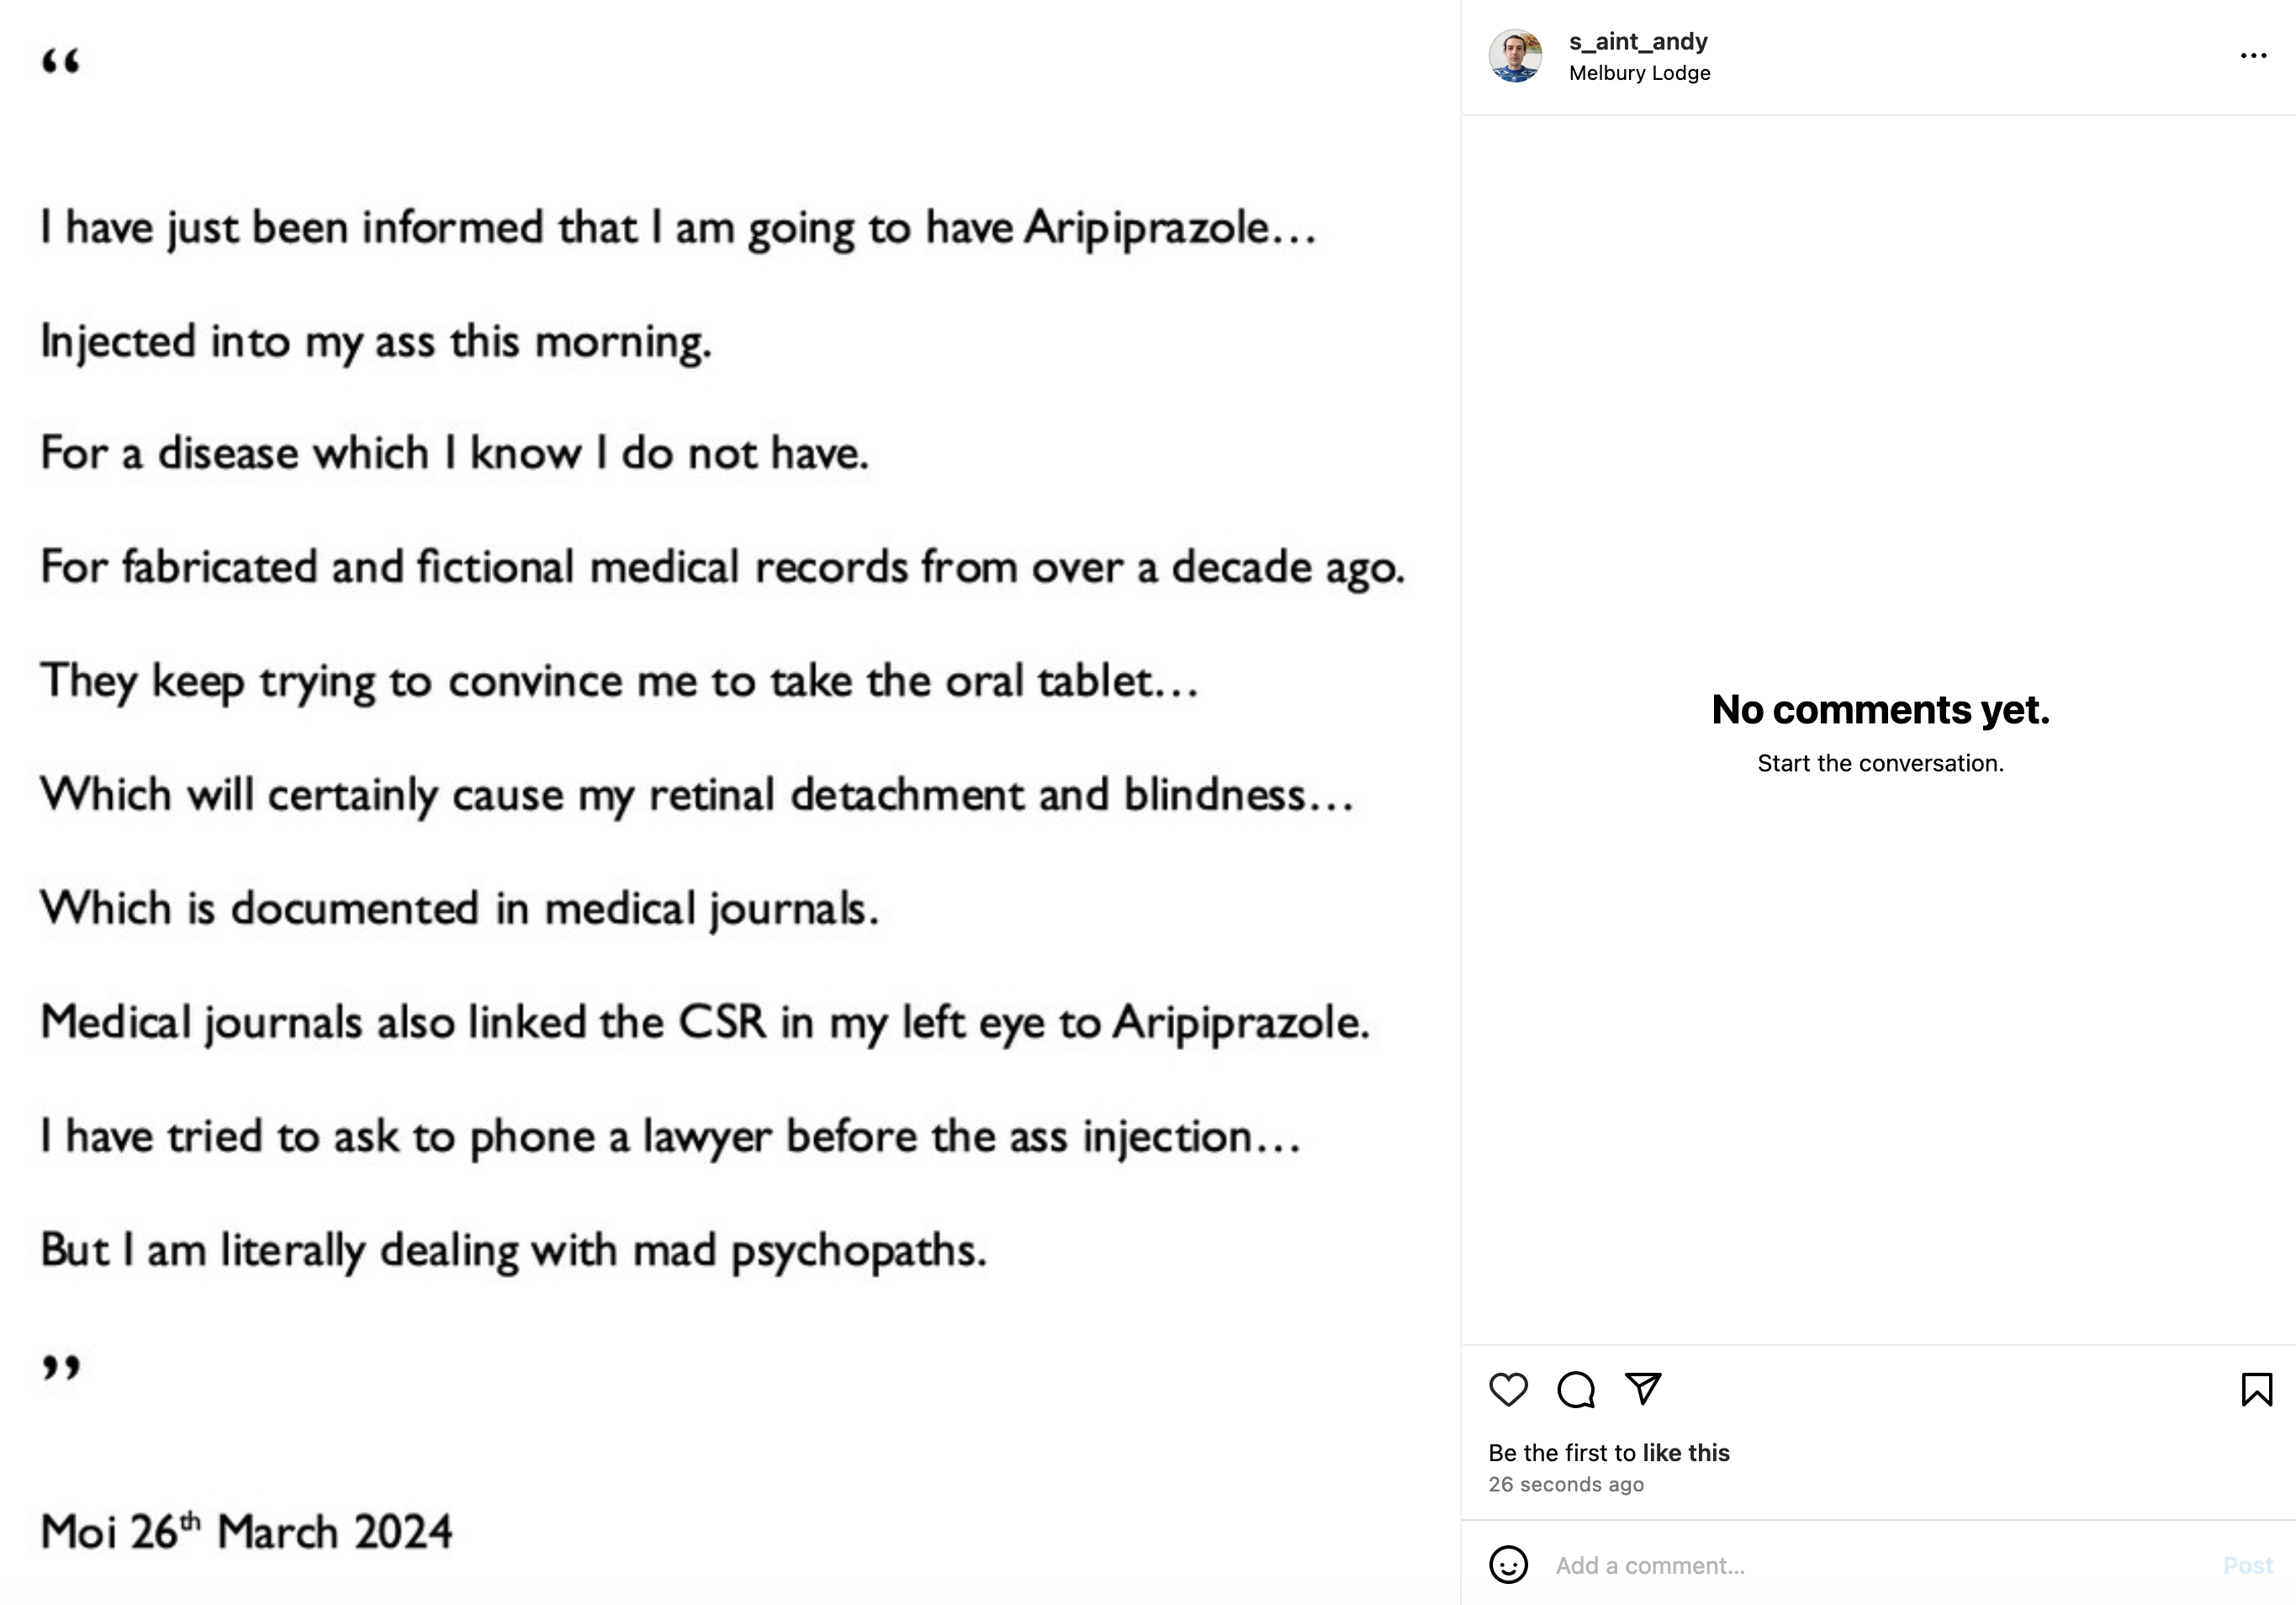 “
I have just been informed that I am going to have Aripiprazole…
Injected into my ass this morning.
For a disease which I know I do not have.
For fabricated and fictional medical records from over a decade ago.
They keep trying to convince me to take the oral tablet…
Which will certainly cause my retinal detachment and blindness…
Which is documented in medical journals.
Medical journals also linked the CSR in my left eye to Aripiprazole.
I have tried to ask to phone a lawyer before the ass injection…
But I am literally dealing with mad psychopaths.
”
Moi 26th March 2024
s_aint_andy
Melbury Lodge
No comments yet.
Start the conversation.
Be the first to like this
26 seconds ago
Add a comment...
Post